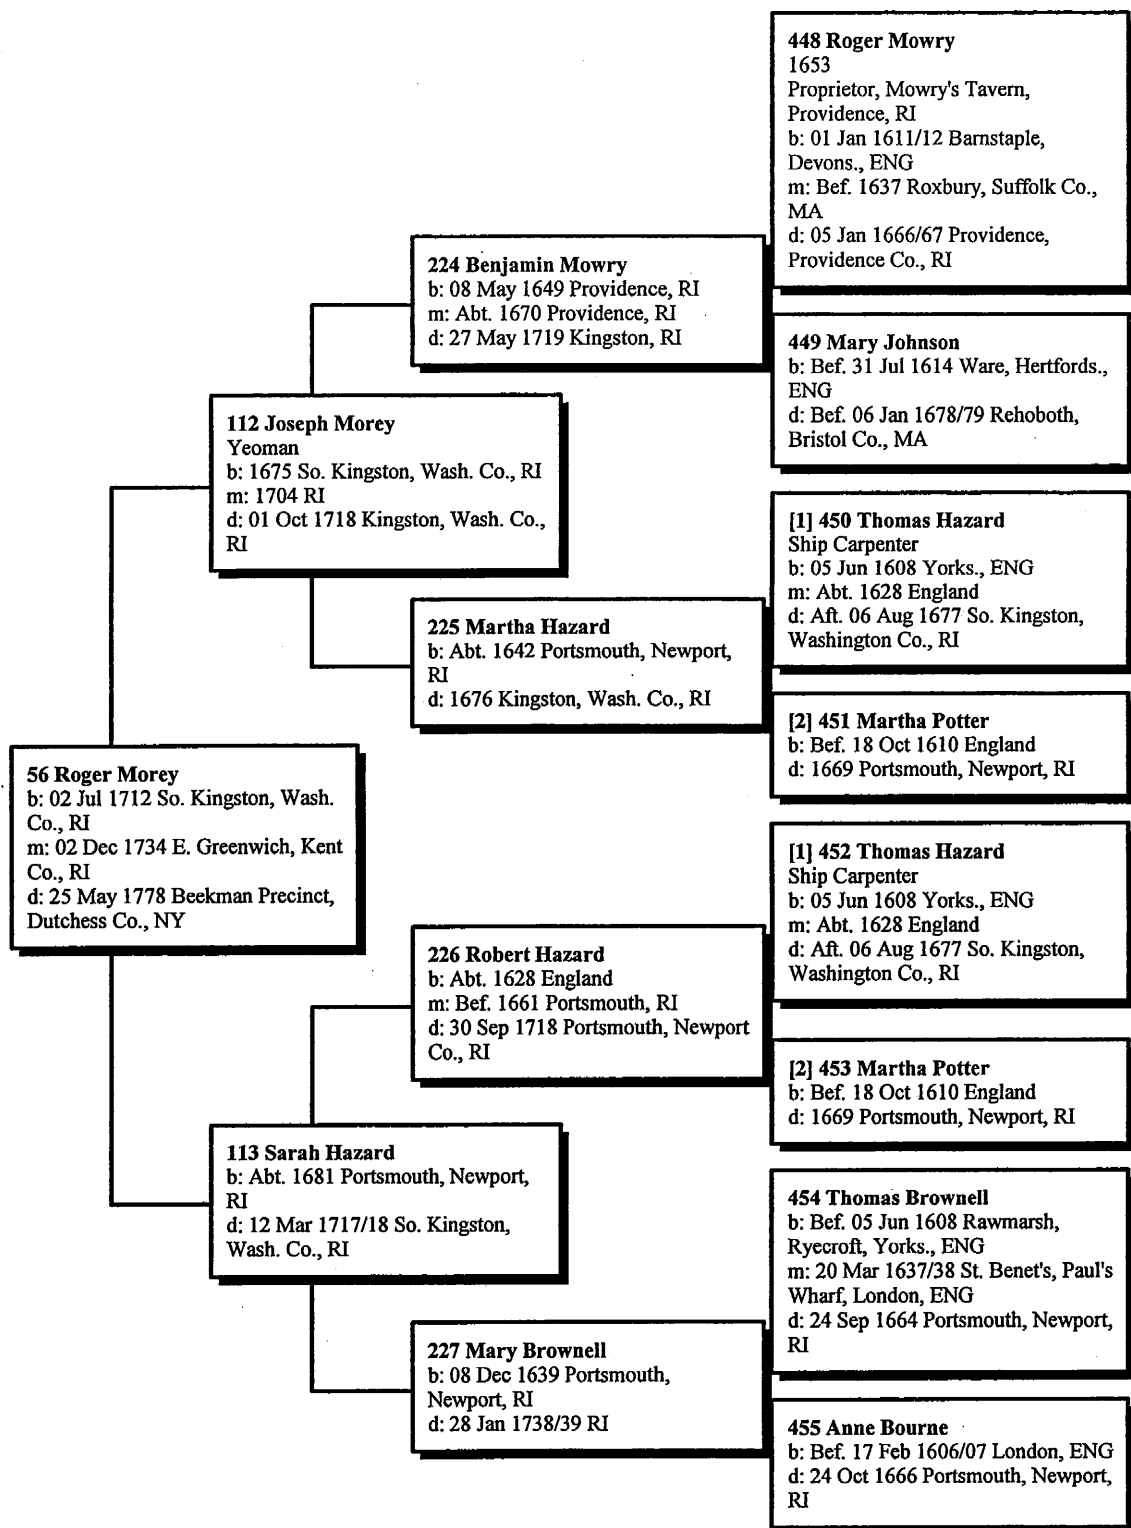 448 Roger Mowry
1653
Proprietor, Mowry's Tavern,
Providence, RI
b: 01 Jan 1611/12 Barnstaple,
Devons., ENG
m: Bef. 1637 Roxbury, Suffolk Co.,
MA
d: 05 Jan 1666/67 Providence,
Providence Co., RI
224 Benjamin Mowry
b: 08 May 1649 Providence, RI
m: Abt. 1670 Providence, RI
d: 27 May 1719 Kingston, RI
449 Mary Johnson
b: Bef. 31 Jul 1614 Ware, Hertfords.,
ENG
d: Bef. 06 Jan 1678/79 Rehoboth,
Bristol Co., MA
112 Joseph Morey
Yeoman
b: 1675 So. Kingston, Wash. Co., RI
m: 1704 RI
d: 01 Oct 1718 Kingston, Wash. Co.,
RI
[1] 450 Thomas Hazard
Ship Carpenter
b: 05 Jun 1608 Yorks., ENG
m: Abt. 1628 England
d: Aft. 06 Aug 1677 So. Kingston,
Washington Co., RI
225 Martha Hazard
b: Abt. 1642 Portsmouth, Newport,
RI
d: 1676 Kingston, Wash. Co., RI
[2] 451 Martha Potter
b: Bef. 18 Oct 1610 England
d: 1669 Portsmouth, Newport, RI
56 Roger Morey
b: 02 Jul 1712 So. Kingston, Wash.
Co., RI
m: 02 Dec 1734 E. Greenwich, Kent
Co., RI
d: 25 May 1778 Beekman Precinct,
Dutchess Co., NY
[1] 452 Thomas Hazard
Ship Carpenter
b: 05 Jun 1608 Yorks., ENG
m: Abt. 1628 England
d: Aft. 06 Aug 1677 So. Kingston,
Washington Co., RI
226 Robert Hazard
b: Abt. 1628 England
m: Bef. 1661 Portsmouth, RI
d: 30 Sep 1718 Portsmouth, Newport
Co., RI
[2] 453 Martha Potter
b: Bef. 18 Oct 1610 England
d: 1669 Portsmouth, Newport, RI
113 Sarah Hazard
b: Abt. 1681 Portsmouth, Newport,
RI
d: 12 Mar 1717/18 So. Kingston,
Wash. Co., RI
454 Thomas Brownell
b: Bef. 05 Jun 1608 Rawmarsh,
Ryecroft, Yorks., ENG
m: 20 Mar 1637/38 St. Benet's, Paul's
Wharf, London, ENG
d: 24 Sep 1664 Portsmouth, Newport,
RI
227 Mary Brownell
b: 08 Dec 1639 Portsmouth,
Newport, RI
d: 28 Jan 1738/39 RI
455 Anne Bourne
b: Bef. 17 Feb 1606/07 London, ENG
d: 24 Oct 1666 Portsmouth, Newport,
RI